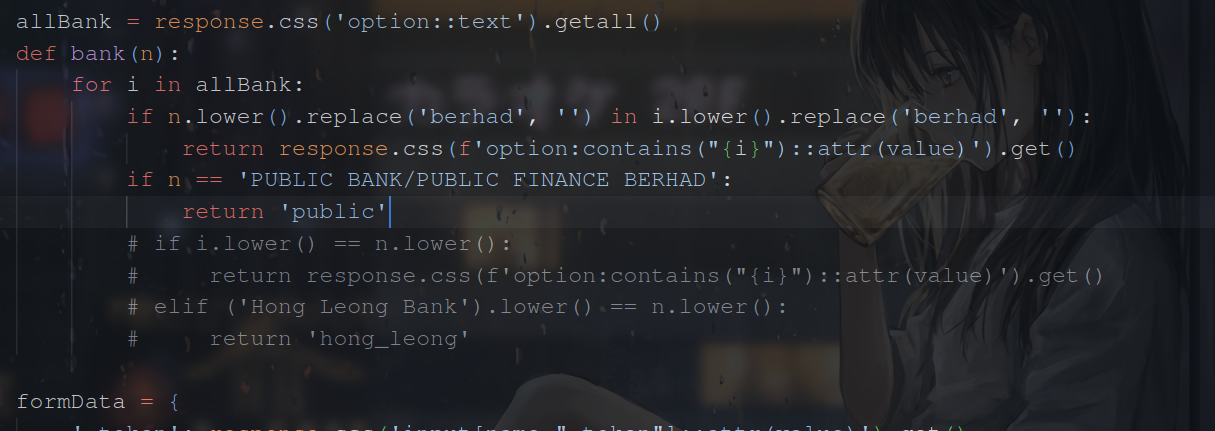 allBank = response.css('option::text').getall()
def bank(n):
    for i in allBank:
        if n.lower().replace('berhad', '') in i.lower().replace('berhad', ''):
            return response.css(f'option:contains("{i}")::attr(value)').get()
        if n == 'PUBLIC BANK/PUBLIC FINANCE BERHAD':
            return 'public'
        # if i.lower() == n.lower():
        #     return response.css(f'option:contains("{i}")::attr(value)').get()
        # elif ('Hong Leong Bank').lower() == n.lower():
        #     return 'hong_leong'
formData = {